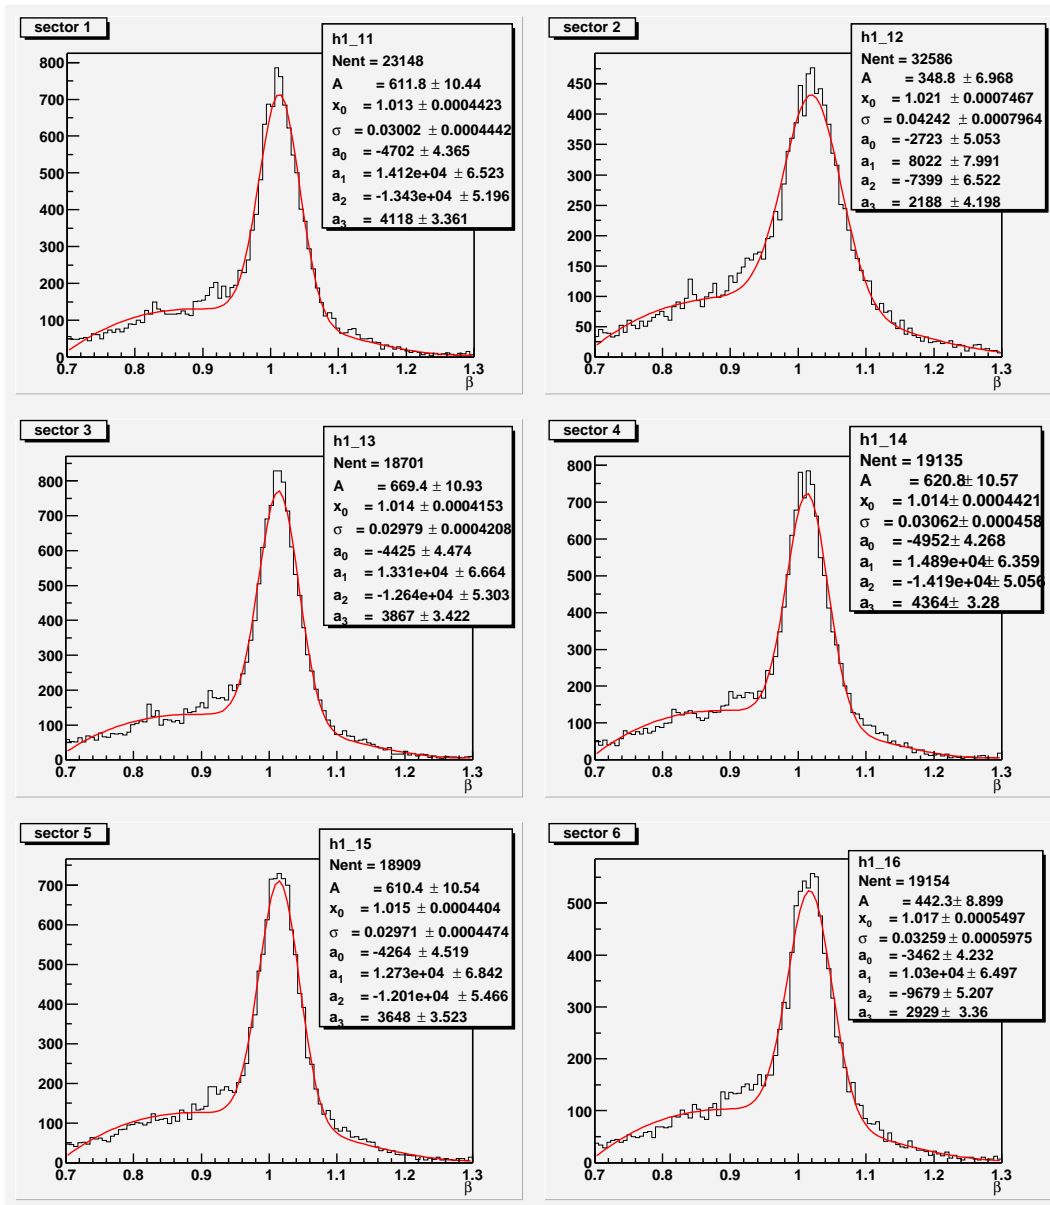 sector 1
h1_11
Nent = 23148
A = 611.8 ± 10.44
x0 = 1.013 ± 0.0004423
σ = 0.03002 ± 0.0004442
a0 = -4702 ± 4.365
a1 = 1.412e+04 ± 6.523
a2 = -1.343e+04 ± 5.196
a3 = 4118 ± 3.361
800
700
600
500
400
300
200
100
0
0.7 0.8 0.9 1 1.1 1.2 1.3
β
sector 2
h1_12
Nent = 32586
A = 348.8 ± 6.968
x0 = 1.021 ± 0.0007467
σ = 0.04242 ± 0.0007964
a0 = -2723 ± 5.053
a1 = 8022 ± 7.991
a2 = -7399 ± 6.522
a3 = 2188 ± 4.198
450
400
350
300
250
200
150
100
50
0
0.7 0.8 0.9 1 1.1 1.2 1.3
β
sector 3
h1_13
Nent = 18701
A = 669.4 ± 10.93
x0 = 1.014 ± 0.0004153
σ = 0.02979 ± 0.0004208
a0 = -4425 ± 4.474
a1 = 1.331e+04 ± 6.664
a2 = -1.264e+04 ± 5.303
a3 = 3867 ± 3.422
800
700
600
500
400
300
200
100
0
0.7 0.8 0.9 1 1.1 1.2 1.3
β
sector 4
h1_14
Nent = 19135
A = 620.8± 10.57
x0 = 1.014± 0.0004421
σ = 0.03062± 0.000458
a0 = -4952± 4.268
a1 = 1.489e+04± 6.359
a2 = -1.419e+04± 5.056
a3 = 4364± 3.28
800
700
600
500
400
300
200
100
0
0.7 0.8 0.9 1 1.1 1.2 1.3
β
sector 5
h1_15
Nent = 18909
A = 610.4 ± 10.54
x0 = 1.015 ± 0.0004404
σ = 0.02971 ± 0.0004474
a0 = -4264 ± 4.519
a1 = 1.273e+04 ± 6.842
a2 = -1.201e+04 ± 5.466
a3 = 3648 ± 3.523
700
600
500
400
300
200
100
0
0.7 0.8 0.9 1 1.1 1.2 1.3
β
sector 6
h1_16
Nent = 19154
A = 442.3± 8.899
x0 = 1.017± 0.0005497
σ = 0.03259± 0.0005975
a0 = -3462± 4.232
a1 = 1.03e+04± 6.497
a2 = -9679± 5.207
a3 = 2929± 3.36
500
400
300
200
100
0
0.7 0.8 0.9 1 1.1 1.2 1.3
β